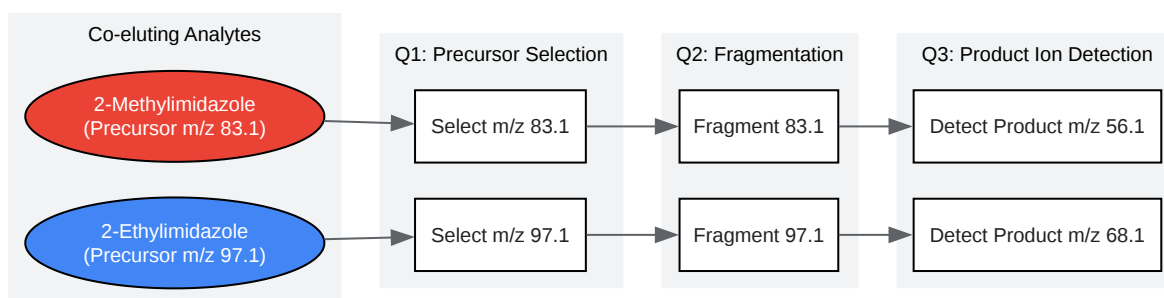 Co-eluting Analytes
Q1: Precursor Selection
Q2: Fragmentation
Q3: Product Ion Detection
2-Methylimidazole
(Precursor m/z 83.1)
Select m/z 83.1
Fragment 83.1
Detect Product m/z 56.1
2-Ethylimidazole
(Precursor m/z 97.1)
Select m/z 97.1
Fragment 97.1
Detect Product m/z 68.1